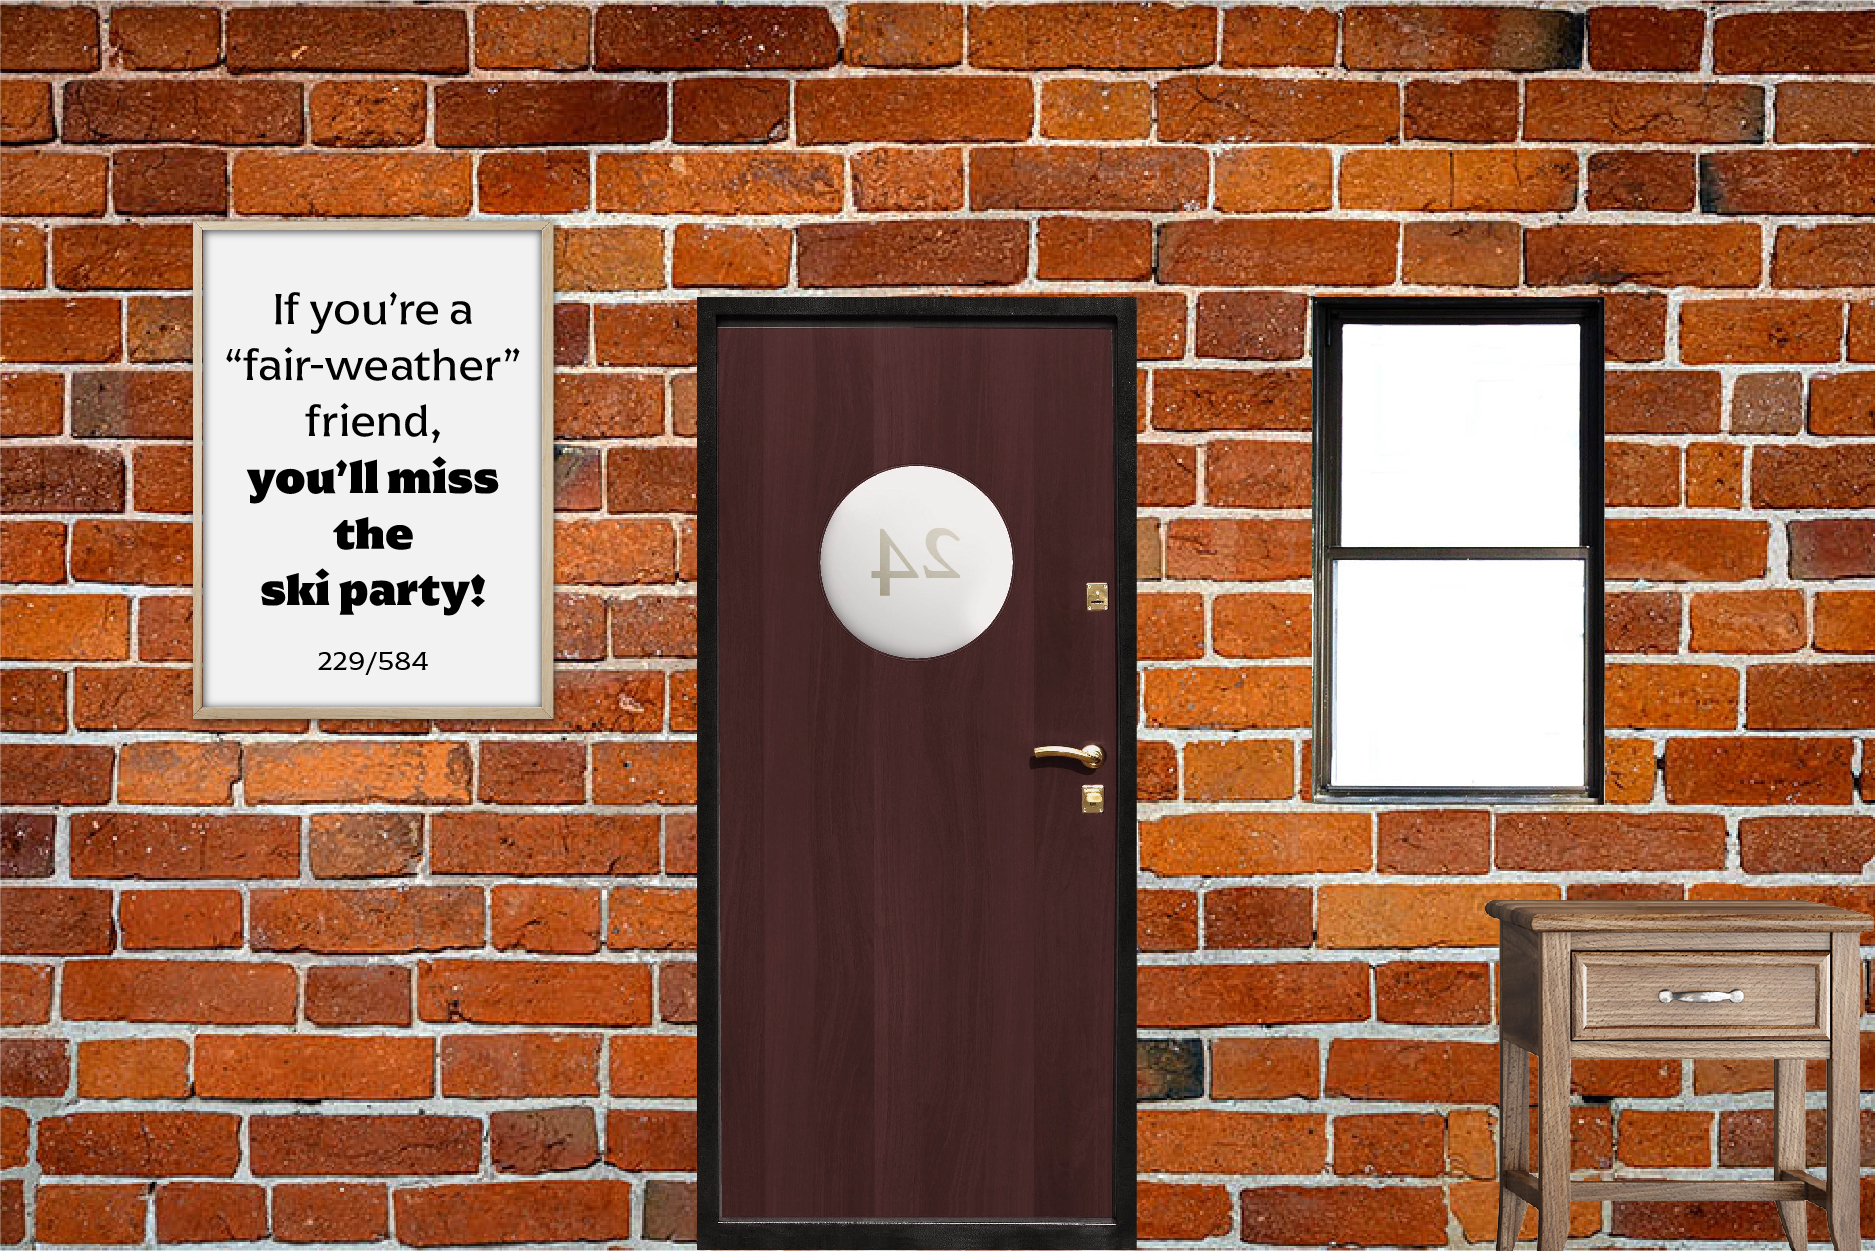 If you’re a
“fair-weather”
friend,
you’ll miss
the
ski party!
229/584
24